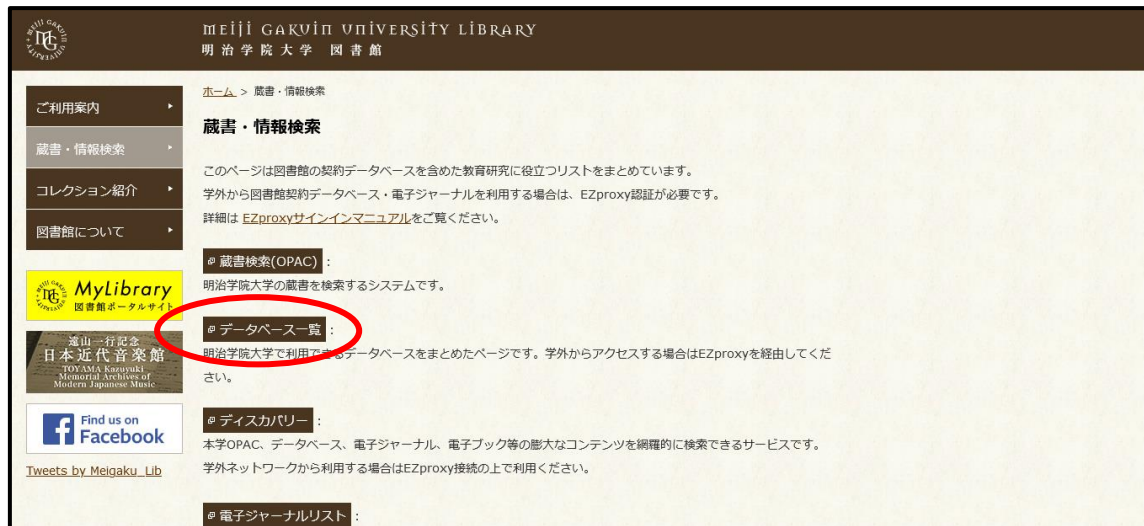 MEIJI GAKUIN UNIVERSITY
MG
MEIJI GAKUIN UNIVERSITY LIBRARY
明治学院大学 図書館
ご利用案内
蔵書・情報検索
コレクション紹介
図書館について
MG
MyLibrary
図書館ポータルサイト
遠山一行記念
日本近代音楽館
TOYAMA Kazuyuki
Memorial Archives of
Modern Japanese Music
Find us on
Facebook
Tweets by Meigaku_Lib
ホーム > 蔵書・情報検索
蔵書・情報検索
このページは図書館の契約データベースを含めた教育研究に役立つリストをまとめています。
学外から図書館契約データベース・電子ジャーナルを利用する場合は、EZproxy認証が必要です。
詳細は EZproxyサインインマニュアルをご覧ください。
蔵書検索(OPAC) :
明治学院大学の蔵書を検索するシステムです。
データベース一覧 :
明治学院大学で利用できるデータベースをまとめたページです。学外からアクセスする場合はEZproxyを経由してくだ
さい。
ディスカバリー :
本学OPAC、データベース、電子ジャーナル、電子ブック等の膨大なコンテンツを網羅的に検索できるサービスです。
学外ネットワークから利用する場合はEZproxy接続の上で利用ください。
電子ジャーナルリスト :